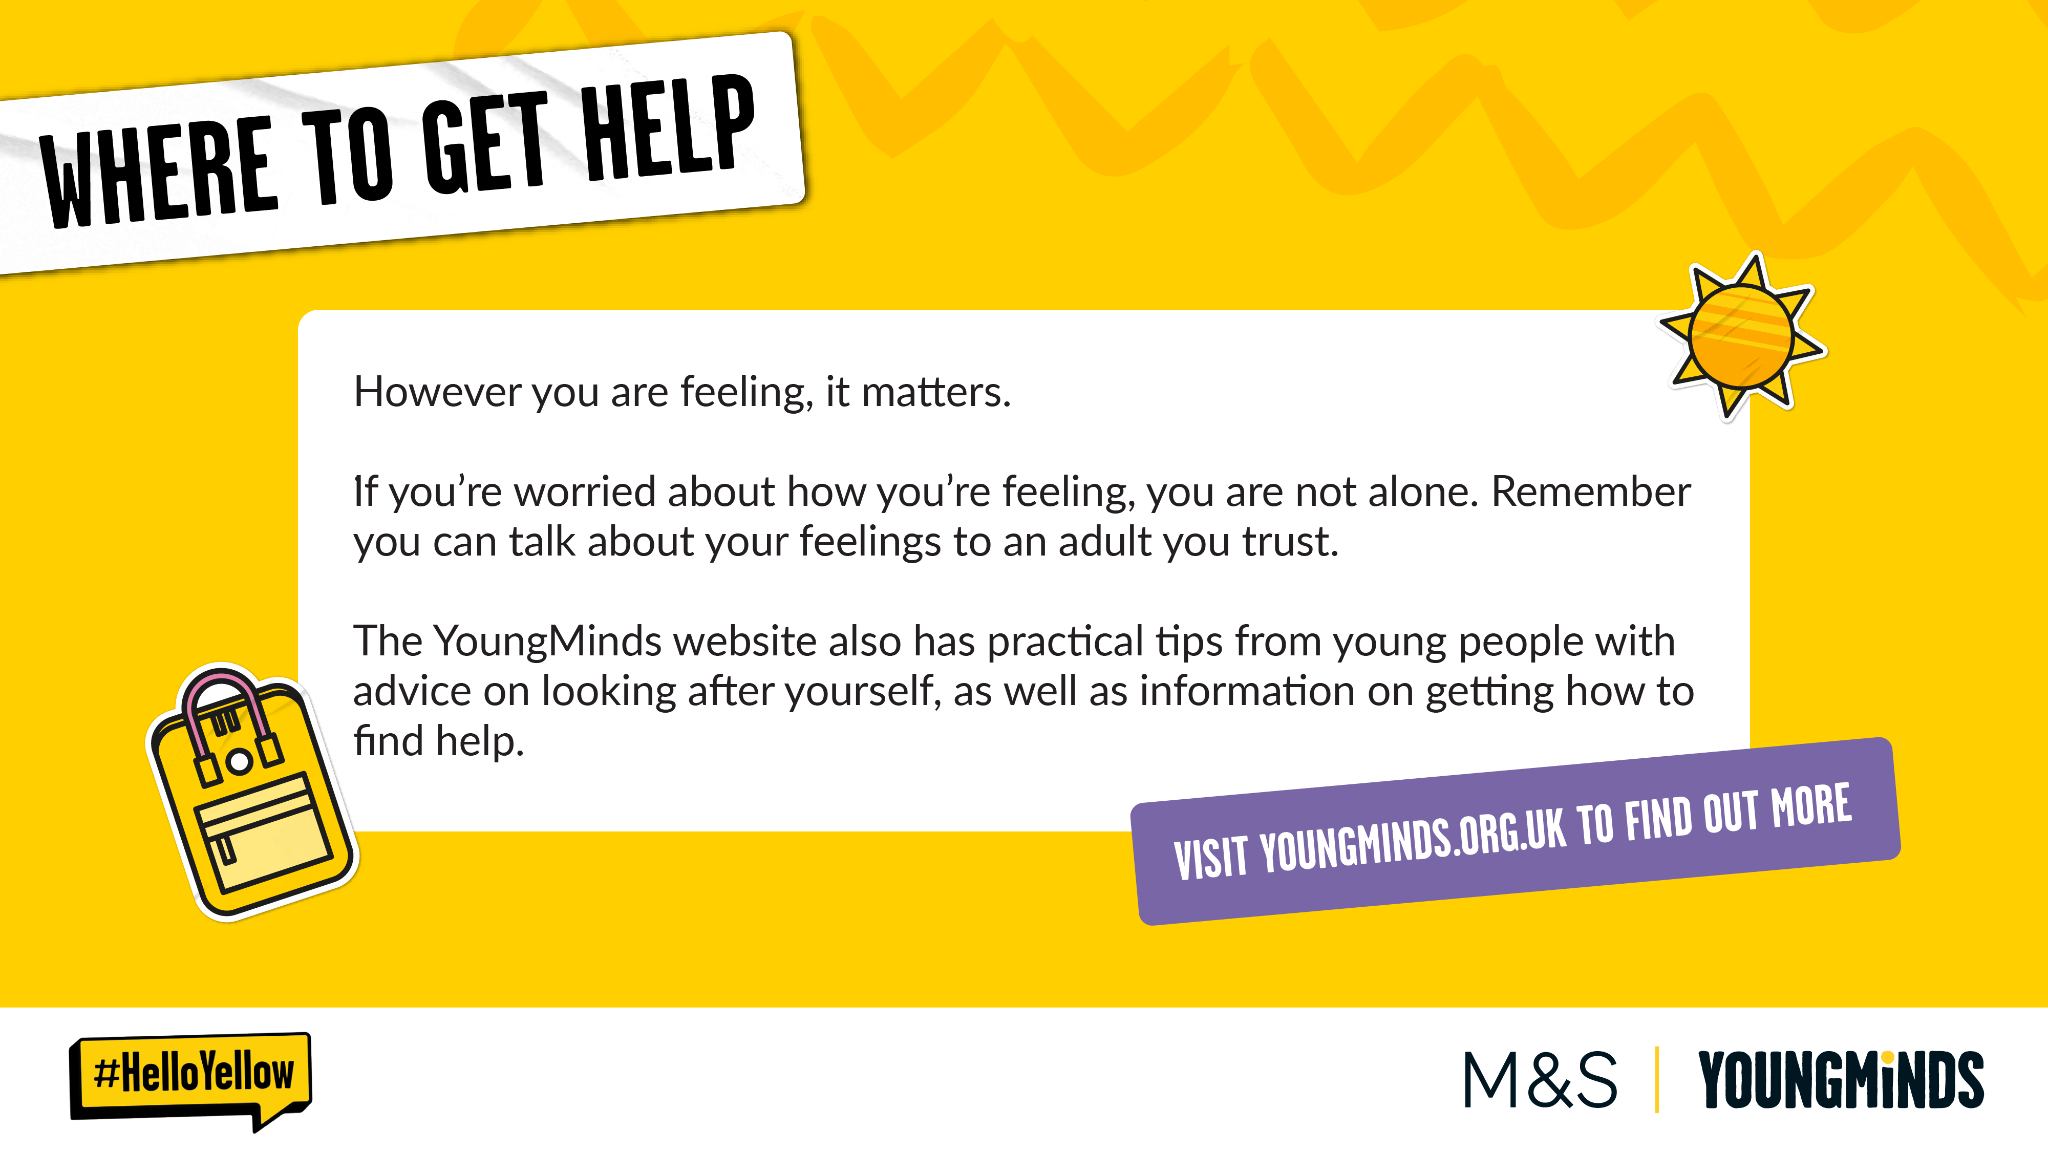 WHERE TO GET HELP
However you are feeling, it matters.
If you’re worried about how you’re feeling, you are not alone. Remember
you can talk about your feelings to an adult you trust.
The YoungMinds website also has practical tips from young people with
advice on looking after yourself, as well as information on getting how to
find help.
VISIT YOUNGMINDS.ORG.UK TO FIND OUT MORE
#HelloYellow
M&S | YOUNGMiNDS